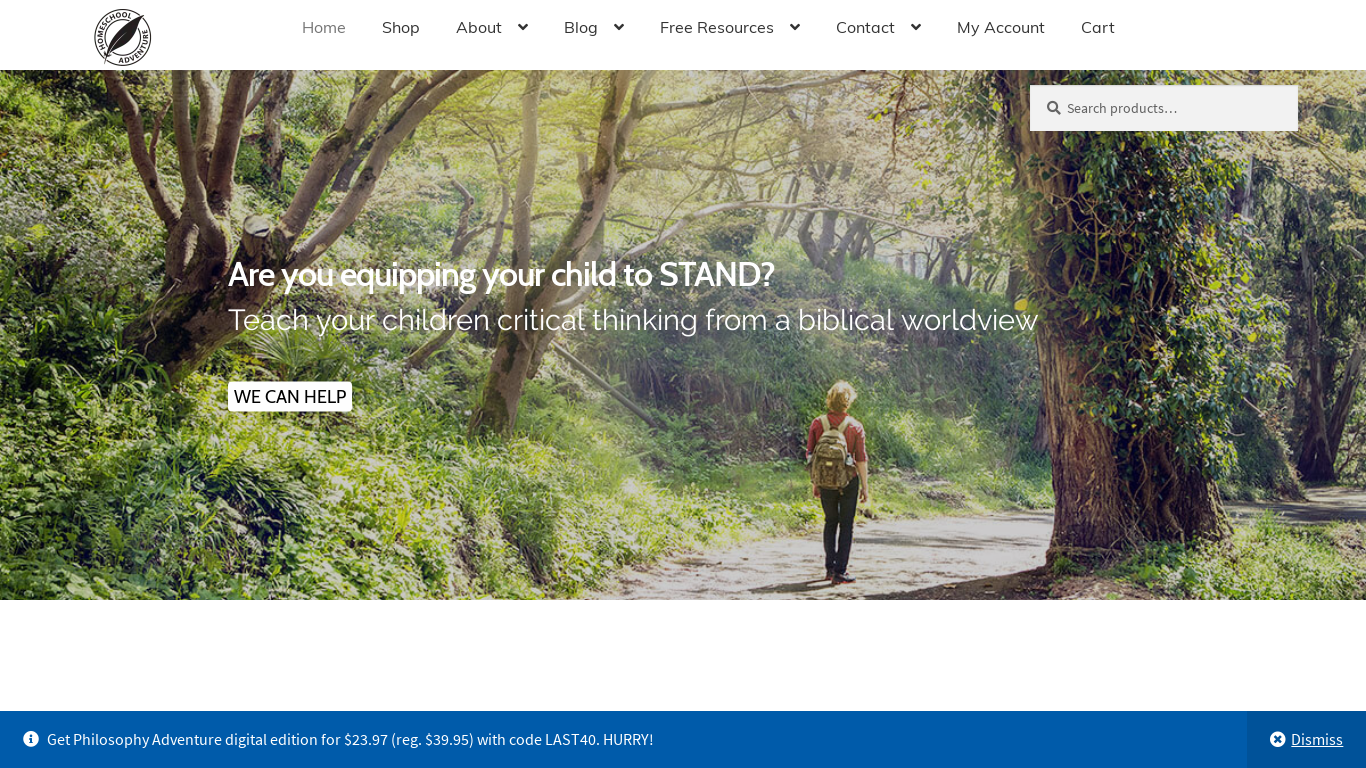 HOMESCHOOL
ADVENTURE
Home
Shop
About
Blog
Free Resources
Contact
My Account
Cart
Search products…
Are you equipping your child to STAND?
Teach your children critical thinking from a biblical worldview
WE CAN HELP
Get Philosophy Adventure digital edition for $23.97 (reg. $39.95) with code LAST40. HURRY!
Dismiss